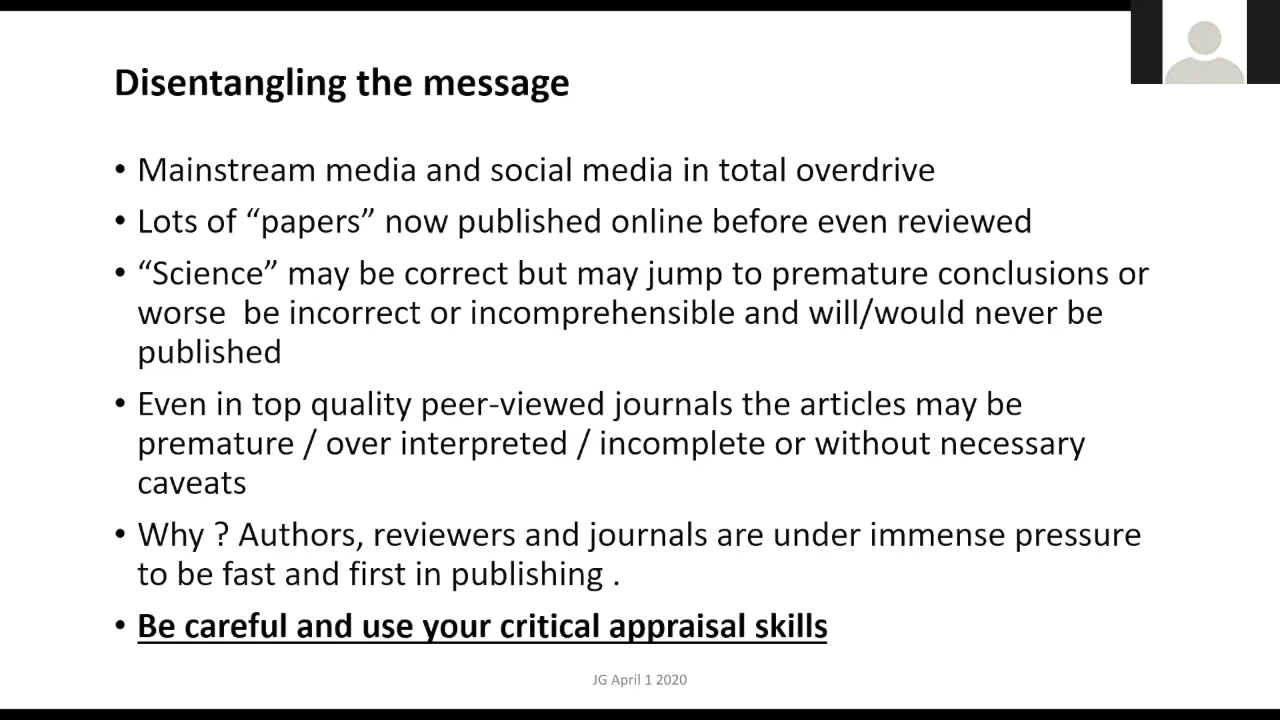 Disentangling the message
• Mainstream media and social media in total overdrive
• Lots of “papers” now published online before even reviewed
• “Science” may be correct but may jump to premature conclusions or
worse  be incorrect or incomprehensible and will/would never be
published
• Even in top quality peer-viewed journals the articles may be
premature / over interpreted / incomplete or without necessary
caveats
• Why ? Authors, reviewers and journals are under immense pressure
to be fast and first in publishing .
• Be careful and use your critical appraisal skills
JG April 1 2020